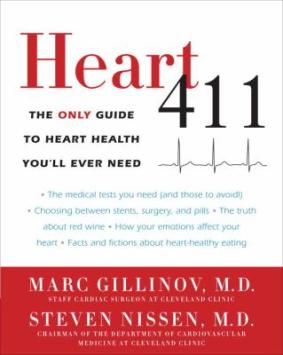 Heart
411
THE ONLY GUIDE
TO HEART HEALTH
YOU'LL EVER NEED
• The medical tests you need (and those to avoid!)
• Choosing between stents, surgery, and pills • The truth
about red wine • How your emotions affect your
heart • Facts and fictions about heart-healthy eating
MARC GILLINOV, M.D.
STAFF CARDIAC SURGEON AT CLEVELAND CLINIC
STEVEN NISSEN, M.D.
CHAIRMAN OF THE DEPARTMENT OF CARDIOVASCULAR
MEDICINE AT CLEVELAND CLINIC